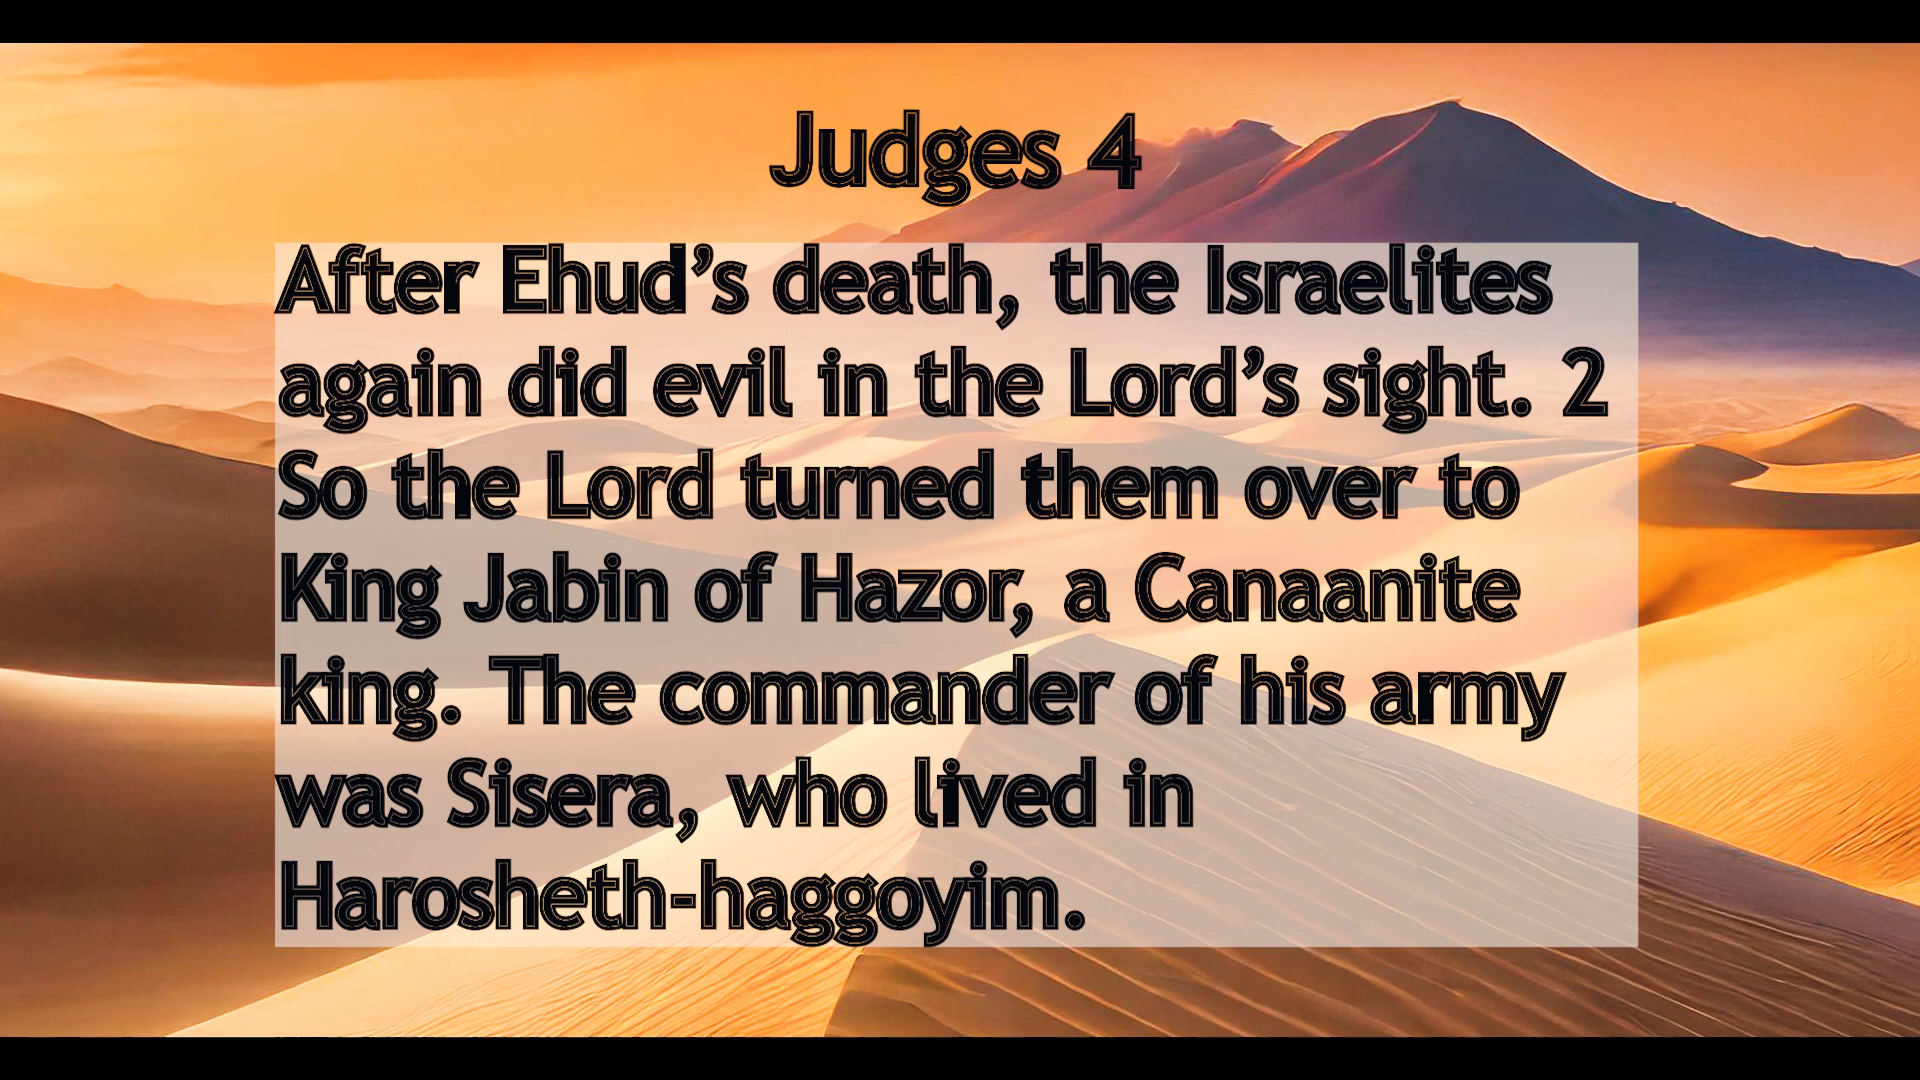 Judges 4
After Ehud’s death, the Israelites
again did evil in the Lord’s sight. 2
So the Lord turned them over to
King Jabin of Hazor, a Canaanite
king. The commander of his army
was Sisera, who lived in
Harosheth-haggoyim.